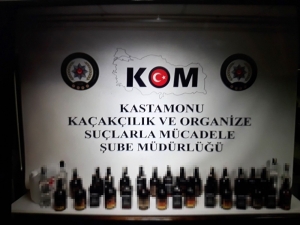 KOM
KASTAMONU
KAÇAKÇILIK VE ORGANİZE
SUÇLARLA MÜCADELE
ŞUBE MÜDÜRLÜĞÜ